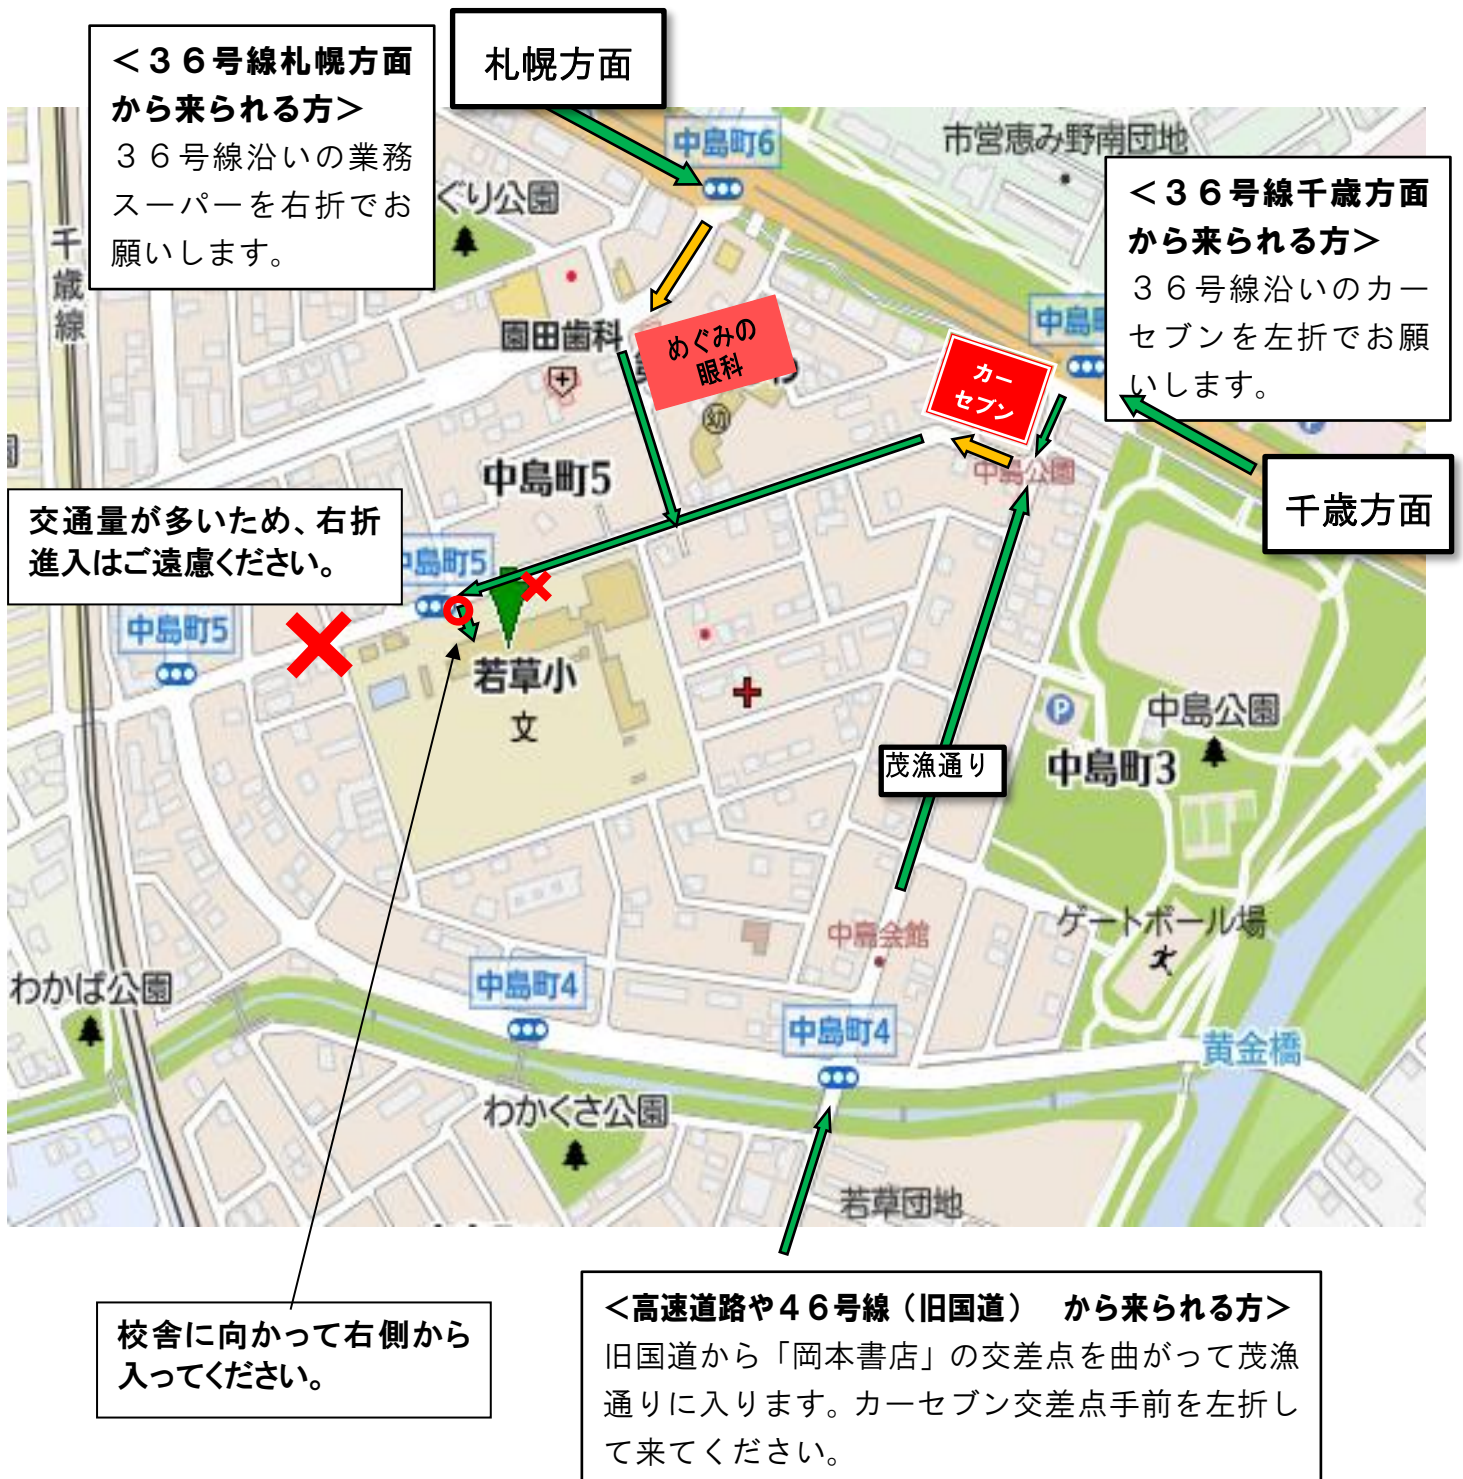 <36号線札幌方面
から来られる方>
36号線沿いの業務
スーパーを右折でお
願いします。
札幌方面
中島町6
市営恵み野南団地
<36号線千歳方面
から来られる方>
36号線沿いのカー
セブンを左折でお願
いします。
ぐり公園
千歳線
園田歯科
めぐみの
眼科
カー
セブン
幼
中島町5
中島公園
千歳方面
交通量が多いため、右折
進入はご遠慮ください。
中島町5
中島町5
若草小
文
P
中島公園
茂漁通り
中島町3
中島会館
ゲートボール場
わかば公園
中島町4
中島町4
黄金橋
わかくさ公園
若草団地
校舎に向かって右側から
入ってください。
<高速道路や46号線(旧国道) から来られる方>
旧国道から「岡本書店」の交差点を曲がって茂漁
通りに入ります。カーセブン交差点手前を左折し
て来てください。